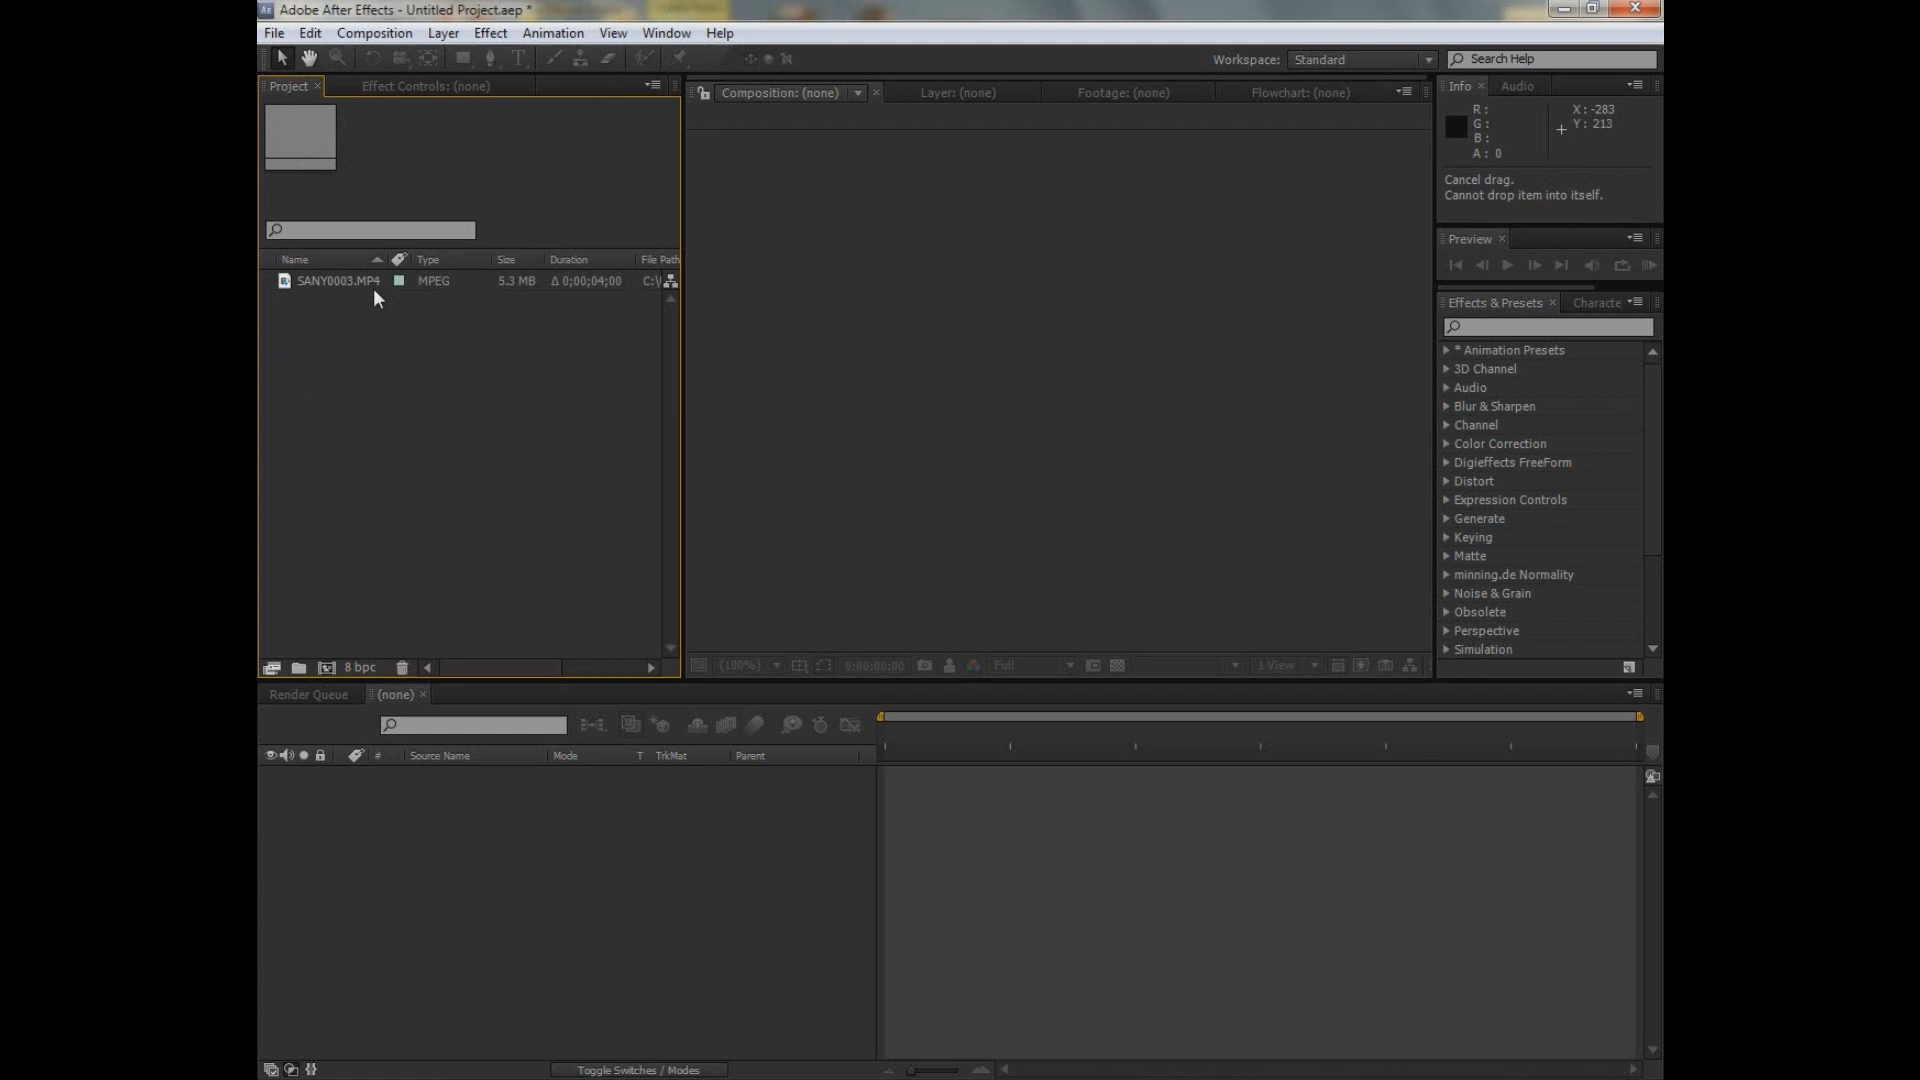 Adobe After Effects - Untitled Project.aep *
File Edit Composition Layer Effect Animation View Window Help
Workspace: Standard
Search Help
Project
Effect Controls: (none)
Composition: (none)
Layer: (none)
Footage: (none)
Flowchart: (none)
Info
Audio
R:
G:
B:
A: 0
X: -283
Y: 213
Cancel drag.
Cannot drop item into itself.
Name Type Size Duration File Path
SANY0003.MP4 MPEG 5.3 MB Δ 0;00;04;00 C:\
Preview
Effects & Presets
Characte
* Animation Presets
3D Channel
Audio
Blur & Sharpen
Channel
Color Correction
Digieffects FreeForm
Distort
Expression Controls
Generate
Keying
Matte
minning.de Normality
Noise & Grain
Obsolete
Perspective
Simulation
8 bpc
(100%)
0:00:00:00
Full
1 View
Render Queue
(none)
# Source Name Mode T TrkMat Parent
Toggle Switches / Modes